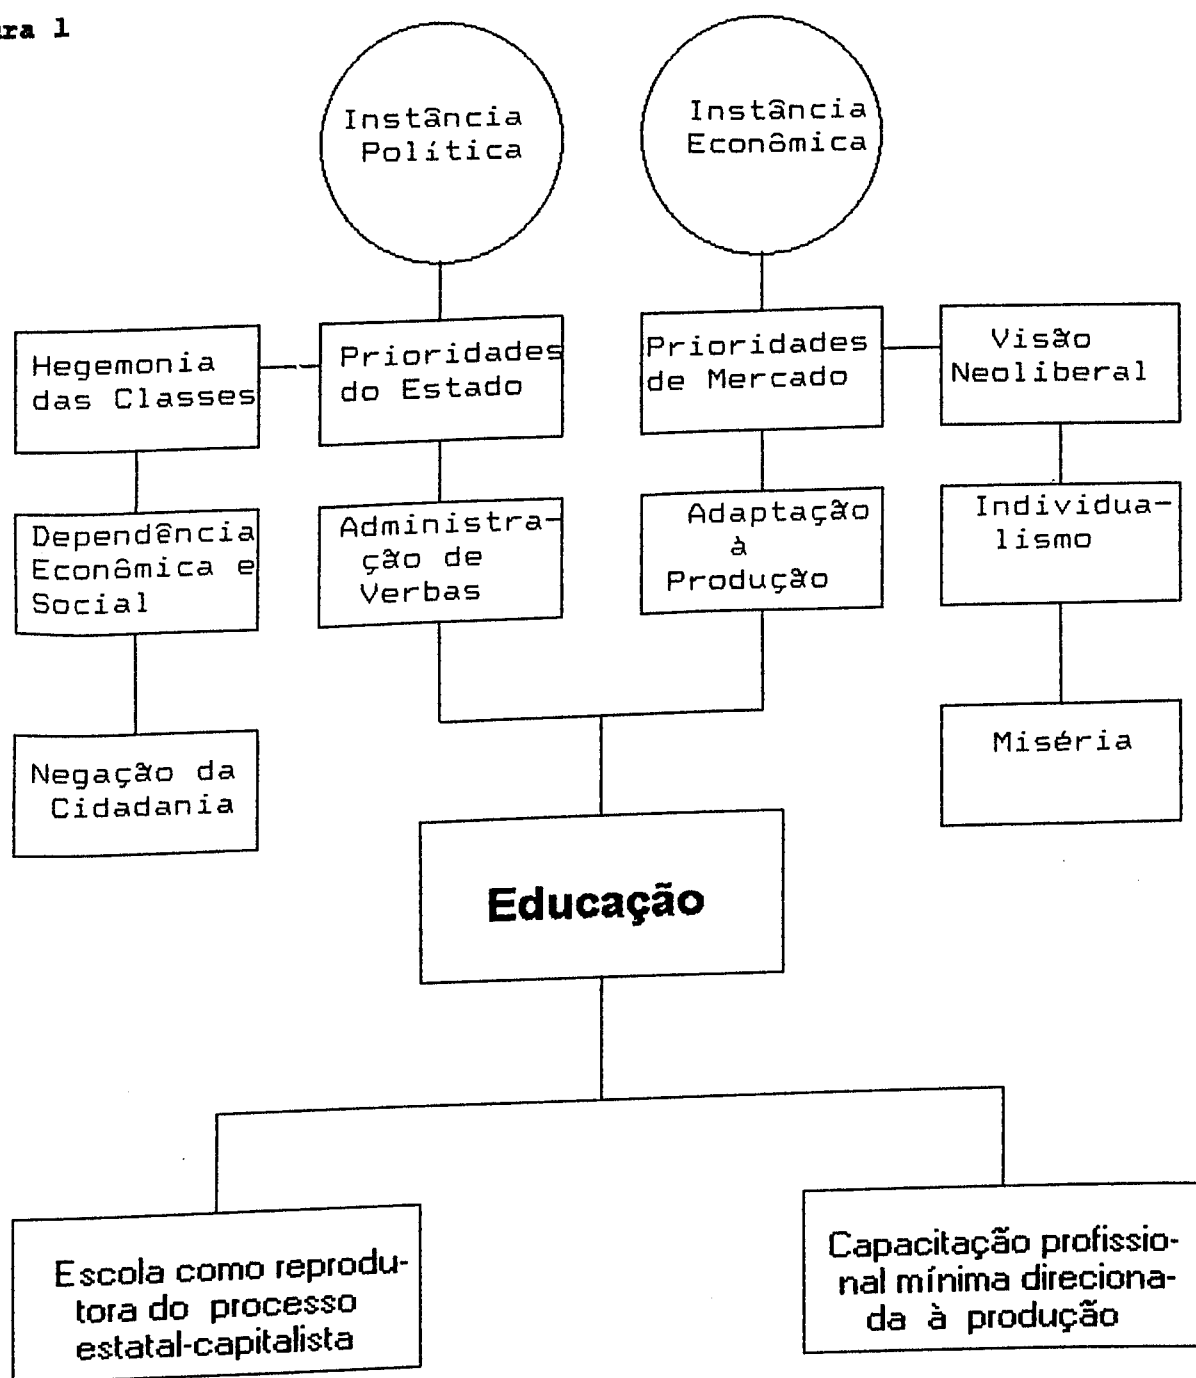 ura 1
Instância
Política
Instância
Econômica
Hegemonia
das Classes
Prioridades
do Estado
Prioridades
de Mercado
Visão
Neoliberal
Dependência
Econômica e
Social
Administra-
ção de
Verbas
Adaptação
à
Produção
Individua-
lismo
Negação da
Cidadania
Miséria
Educação
Escola como reprodu-
tora do processo
estatal-capitalista
Capacitação profissio-
nal mínima direciona-
da à produção